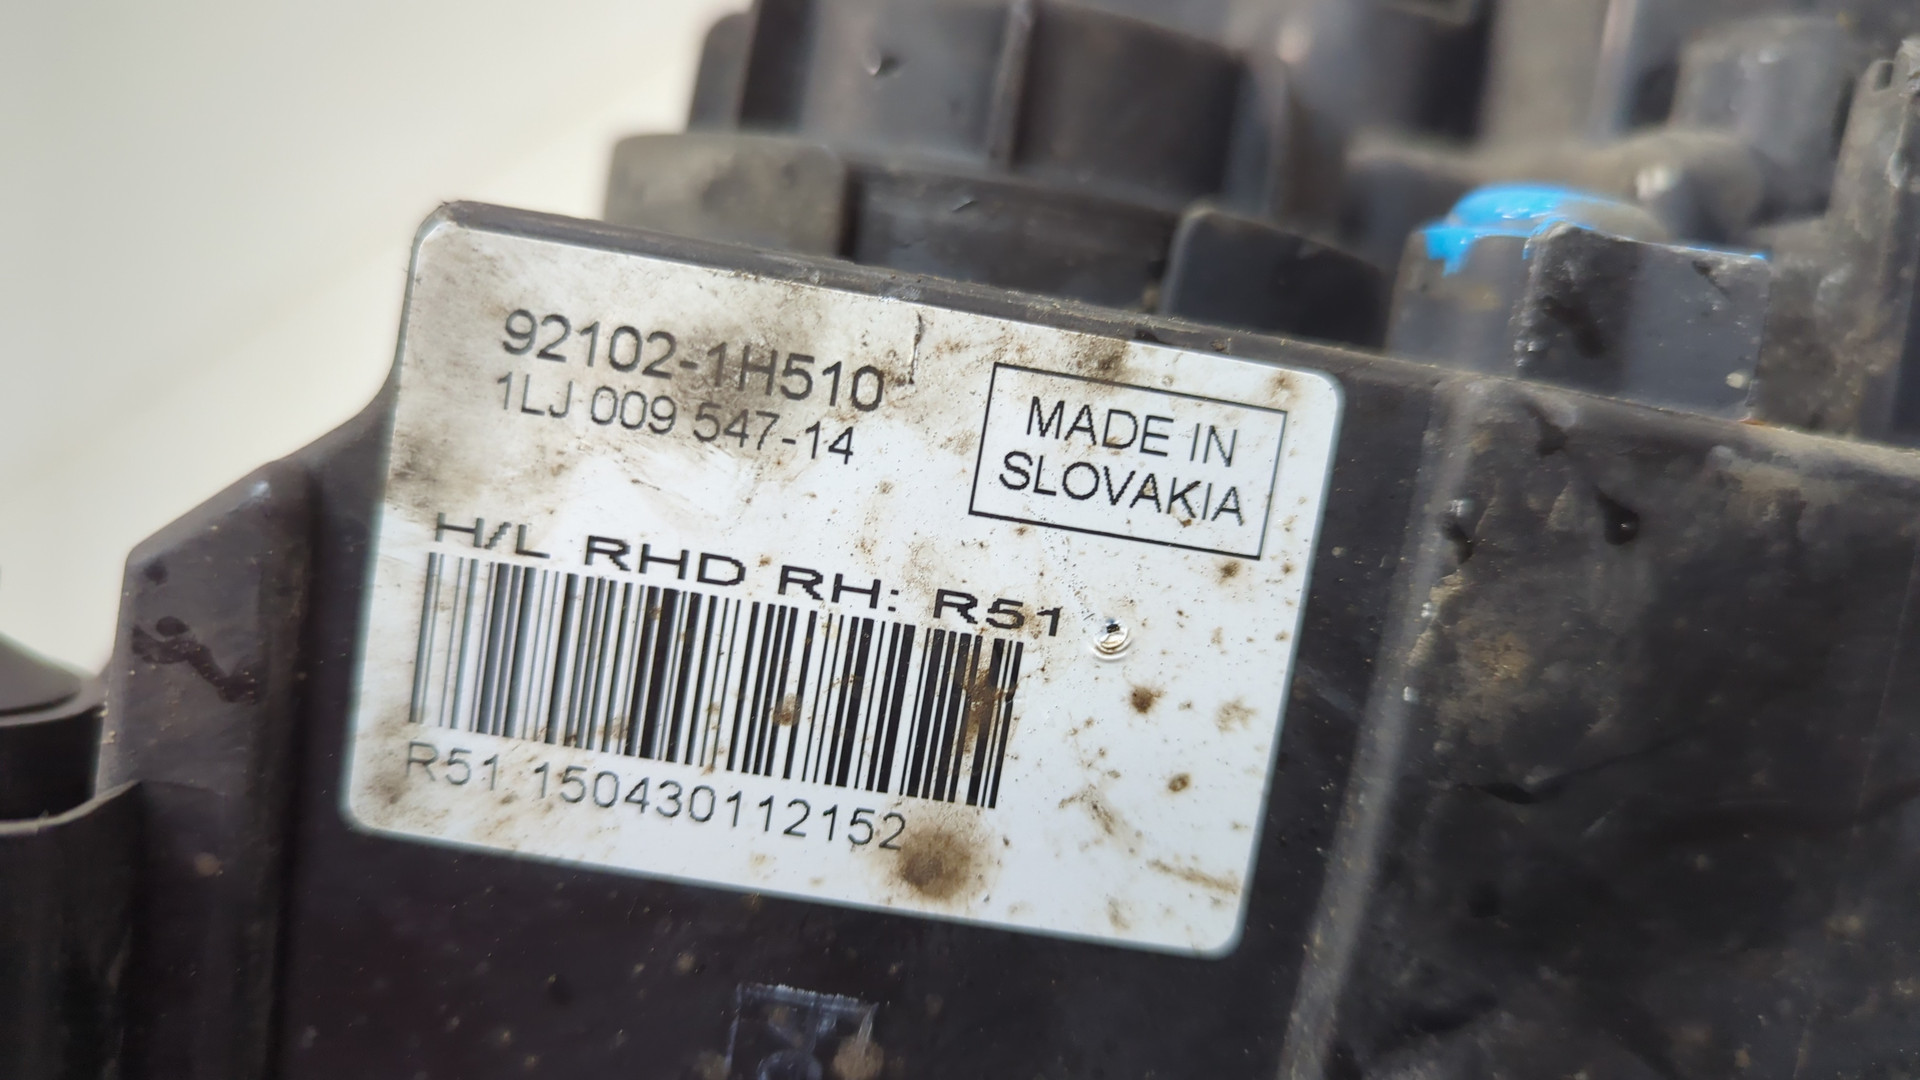 92102-1H510
1LJ 009 547-14
MADE IN
SLOVAKIA
H/L RHD RH: R51
R51 150430112152